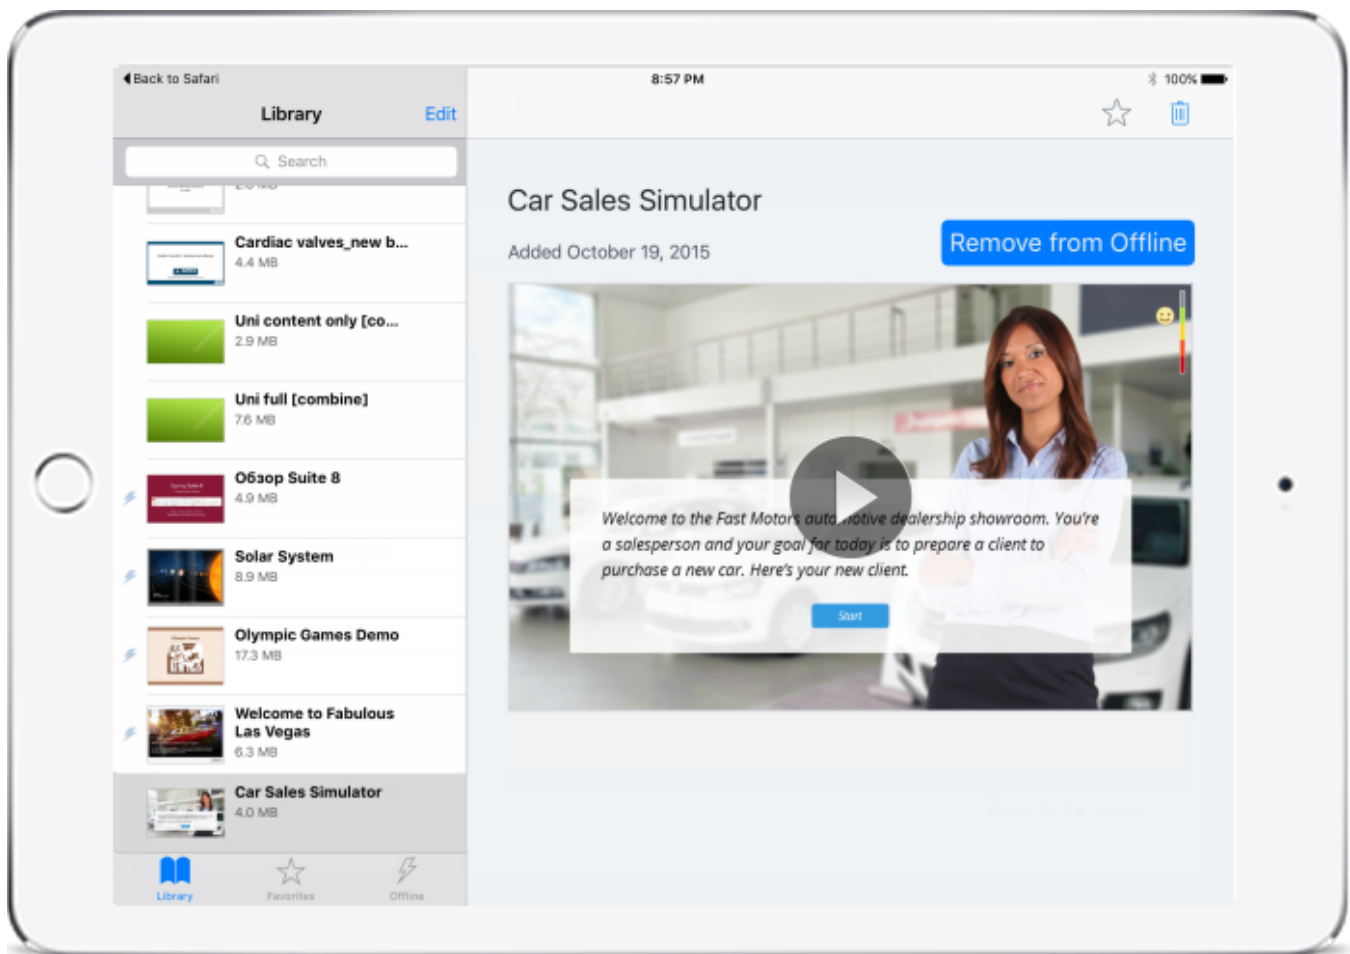 Back to Safari
8:57 PM
100%
Library
Edit
Search
Cardiac valves_new b...
4.4 MB
Uni content only [co...
2.9 MB
Uni full [combine]
7.6 MB
Обзор Suite 8
4.9 MB
Solar System
8.9 MB
Olympic Games Demo
17.3 MB
Welcome to Fabulous
Las Vegas
6.3 MB
Car Sales Simulator
4.0 MB
Library
Favorites
Offline
Car Sales Simulator
Added October 19, 2015
Remove from Offline
Welcome to the Fast Motors automotive dealership showroom. You're
a salesperson and your goal for today is to prepare a client to
purchase a new car. Here's your new client.
Start